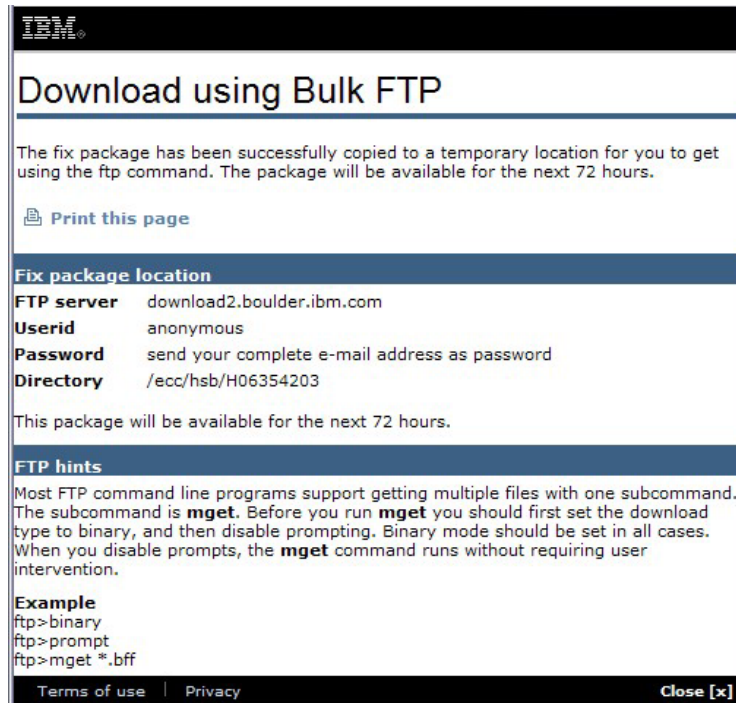 IBM®
Download using Bulk FTP
The fix package has been successfully copied to a temporary location for you to get
using the ftp command. The package will be available for the next 72 hours.
Print this page
Fix package location
FTP server download2.boulder.ibm.com
Userid anonymous
Password send your complete e-mail address as password
Directory /ecc/hsb/H06354203
This package will be available for the next 72 hours.
FTP hints
Most FTP command line programs support getting multiple files with one subcommand.
The subcommand is mget. Before you run mget you should first set the download
type to binary, and then disable prompting. Binary mode should be set in all cases.
When you disable prompts, the mget command runs without requiring user
intervention.
Example
ftp>binary
ftp>prompt
ftp>mget *.bff
Terms of use | Privacy Close [x]